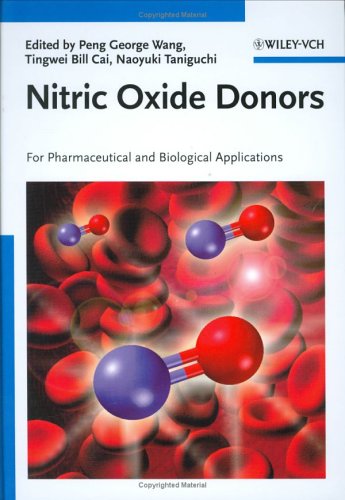 Edited by Peng George Wang,
Tingwei Bill Cai, Naoyuki Taniguchi
WILEY-VCH
Nitric Oxide Donors
For Pharmaceutical and Biological Applications